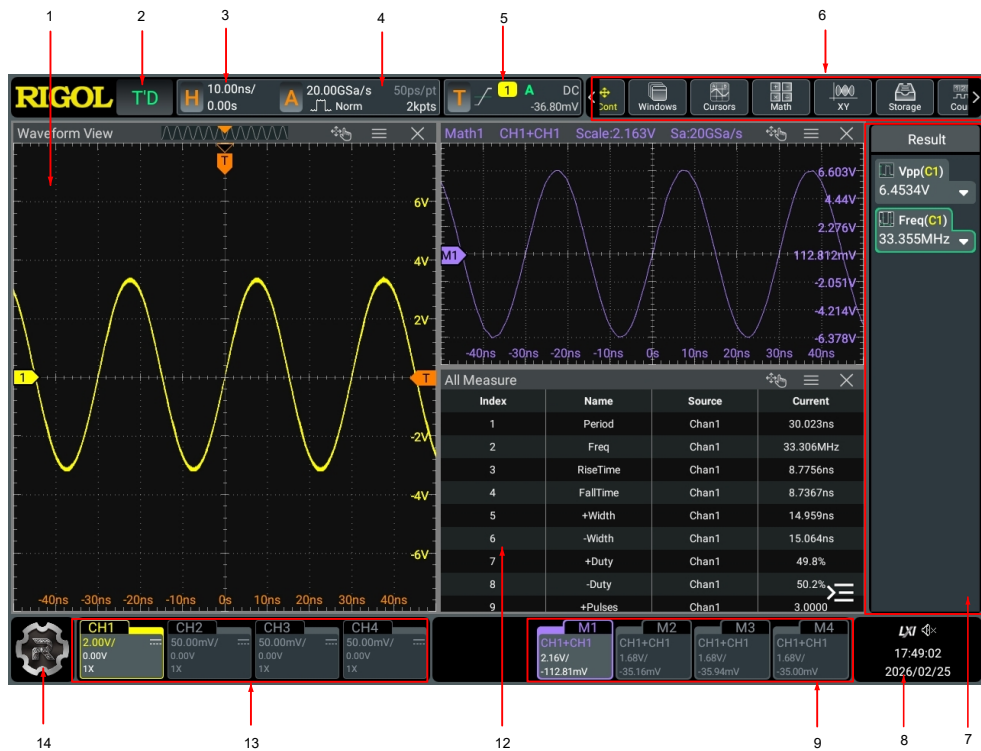 1 2 3 4 5 6
RIGOL T'D H 10.00ns/ 0.00s A 20.00GSa/s 50ps/pt Norm 2kpts T 1 A DC -36.80mV
Cont Windows Cursors Math XY Storage Cou
Waveform View
T
6V
4V
2V
1 T
-2V
-4V
-6V
-40ns -30ns -20ns -10ns 0s 10ns 20ns 30ns 40ns
Math1 CH1+CH1 Scale:2.163V Sa:20GSa/s
6.603V
4.44V
2.276V
M1 112.812mV
-2.051V
-4.214V
-6.378V
-40ns -30ns -20ns -10ns 0s 10ns 20ns 30ns 40ns
All Measure
Index Name Source Current
1 Period Chan1 30.023ns
2 Freq Chan1 33.306MHz
3 RiseTime Chan1 8.7756ns
4 FallTime Chan1 8.7367ns
5 +Width Chan1 14.959ns
6 -Width Chan1 15.064ns
7 +Duty Chan1 49.8%
8 -Duty Chan1 50.2%
9 +Pulses Chan1 3.0000
Result
Vpp(C1)
6.4534V
Freq(C1)
33.355MHz
CH1 CH2 CH3 CH4
2.00V/ 50.00mV/ 50.00mV/ 50.00mV/
0.00V 0.00V 0.00V 0.00V
1X 1X 1X 1X
M1 M2 M3 M4
CH1+CH1 CH1+CH1 CH1+CH1 CH1+CH1
2.16V/ 1.68V/ 1.68V/ 1.68V/
-112.81mV -35.16mV -35.94mV -35.00mV
LXI
17:49:02
2026/02/25
14 13 12 9 8 7